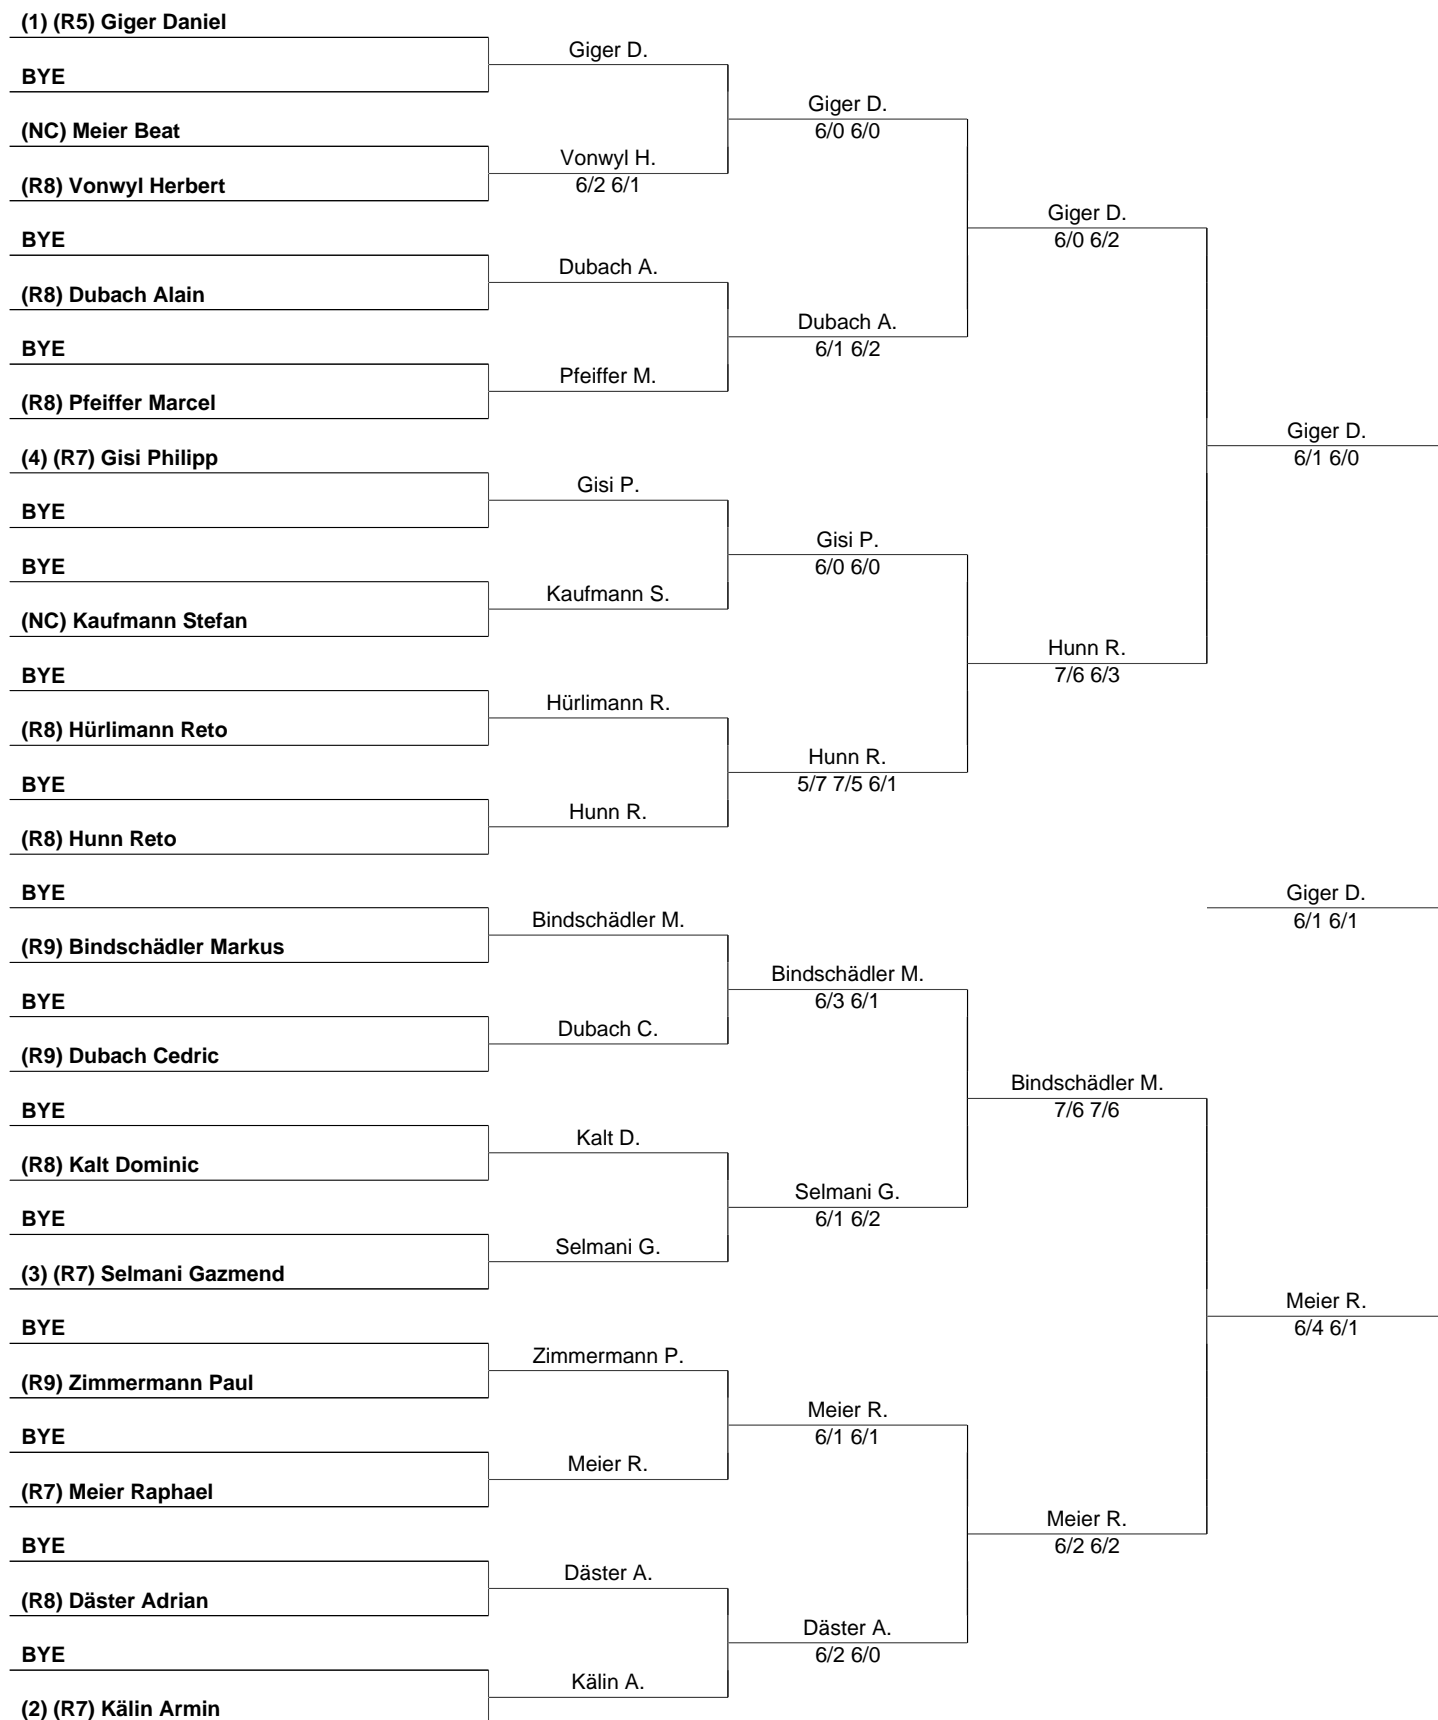 (1) (R5) Giger Daniel
BYE
(NC) Meier Beat
(R8) Vonwyl Herbert
BYE
(R8) Dubach Alain
BYE
(R8) Pfeiffer Marcel
(4) (R7) Gisi Philipp
BYE
BYE
(NC) Kaufmann Stefan
BYE
(R8) Hürlimann Reto
BYE
(R8) Hunn Reto
BYE
(R9) Bindschädler Markus
BYE
(R9) Dubach Cedric
BYE
(R8) Kalt Dominic
BYE
(3) (R7) Selmani Gazmend
BYE
(R9) Zimmermann Paul
BYE
(R7) Meier Raphael
BYE
(R8) Däster Adrian
BYE
(2) (R7) Kälin Armin
Giger D.
Vonwyl H.
6/2 6/1
Dubach A.
Pfeiffer M.
Gisi P.
Kaufmann S.
Hürlimann R.
Hunn R.
Bindschädler M.
Dubach C.
Kalt D.
Selmani G.
Zimmermann P.
Meier R.
Däster A.
Kälin A.
Giger D.
6/0 6/0
Dubach A.
6/1 6/2
Gisi P.
6/0 6/0
Hunn R.
5/7 7/5 6/1
Bindschädler M.
6/3 6/1
Selmani G.
6/1 6/2
Meier R.
6/1 6/1
Däster A.
6/2 6/0
Giger D.
6/0 6/2
Hunn R.
7/6 6/3
Bindschädler M.
7/6 7/6
Meier R.
6/2 6/2
Giger D.
6/1 6/0
Giger D.
6/1 6/1
Meier R.
6/4 6/1